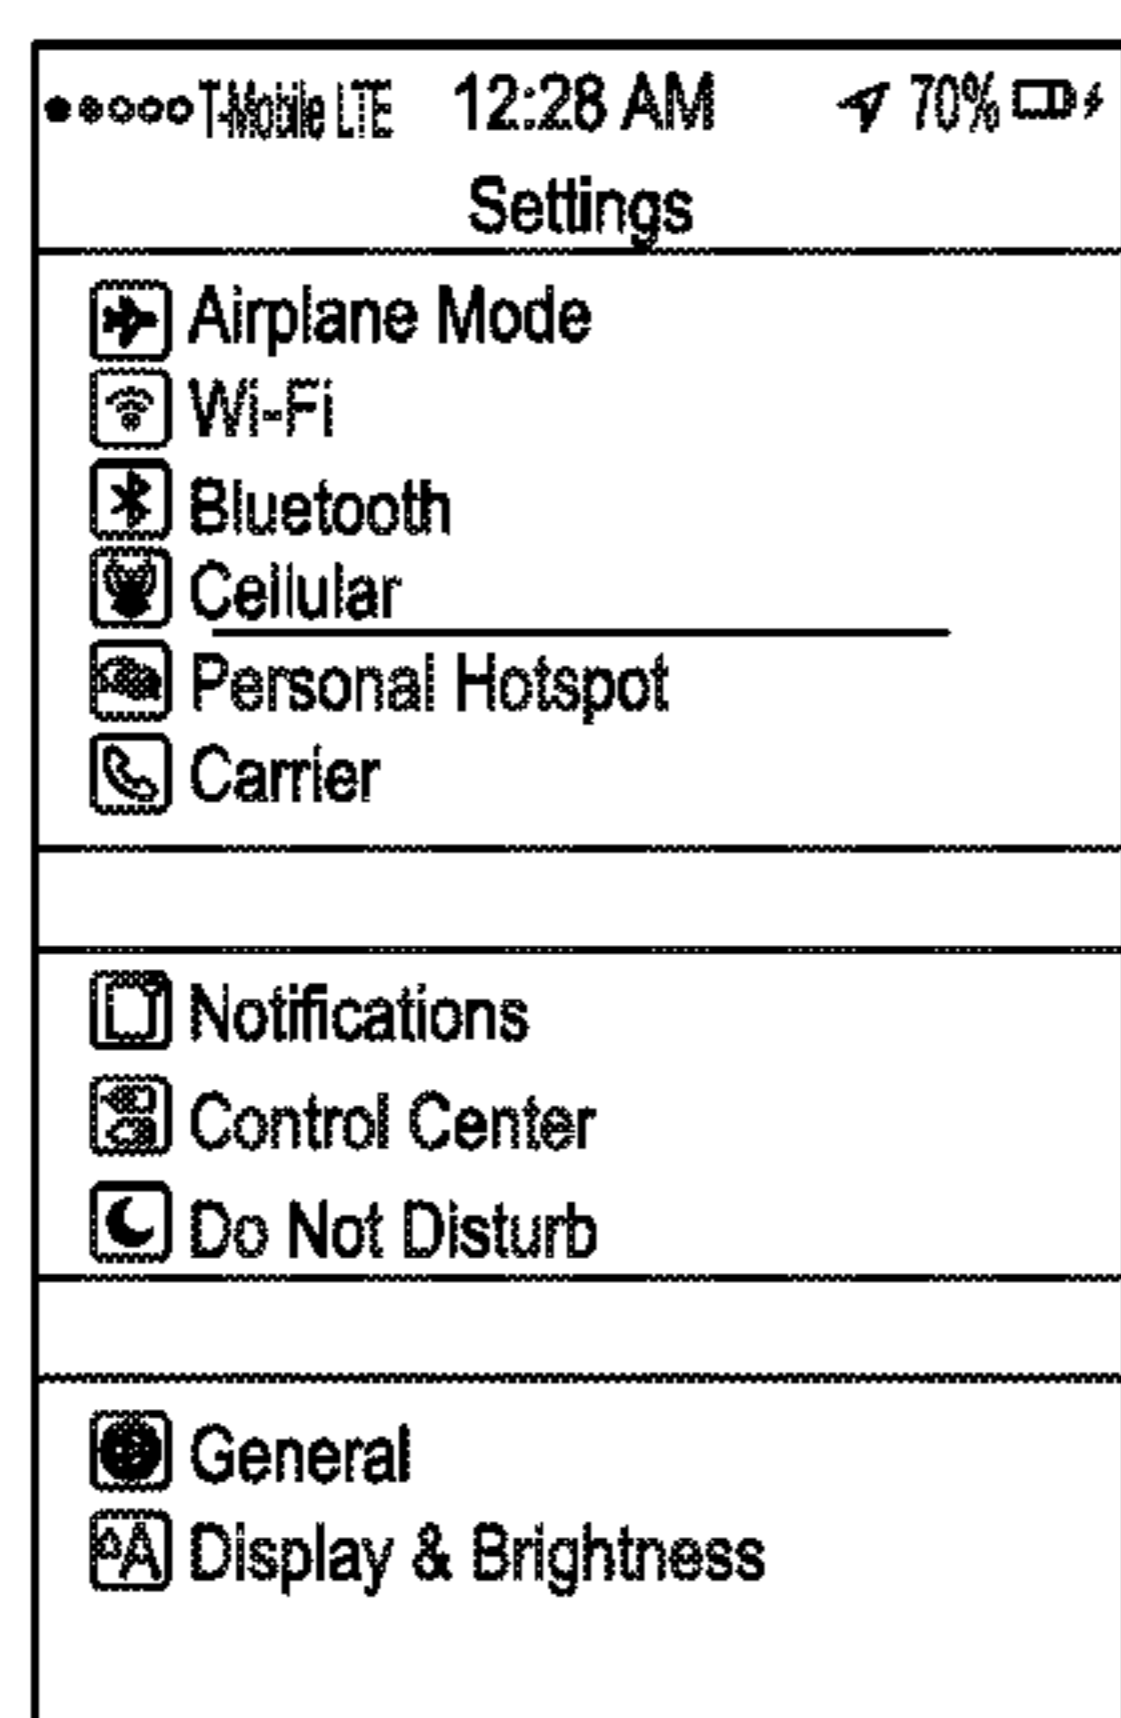 T-Mobile LTE 12:28 AM 70%
Settings
Airplane Mode
Wi-Fi
Bluetooth
Cellular
Personal Hotspot
Carrier
Notifications
Control Center
Do Not Disturb
General
Display & Brightness